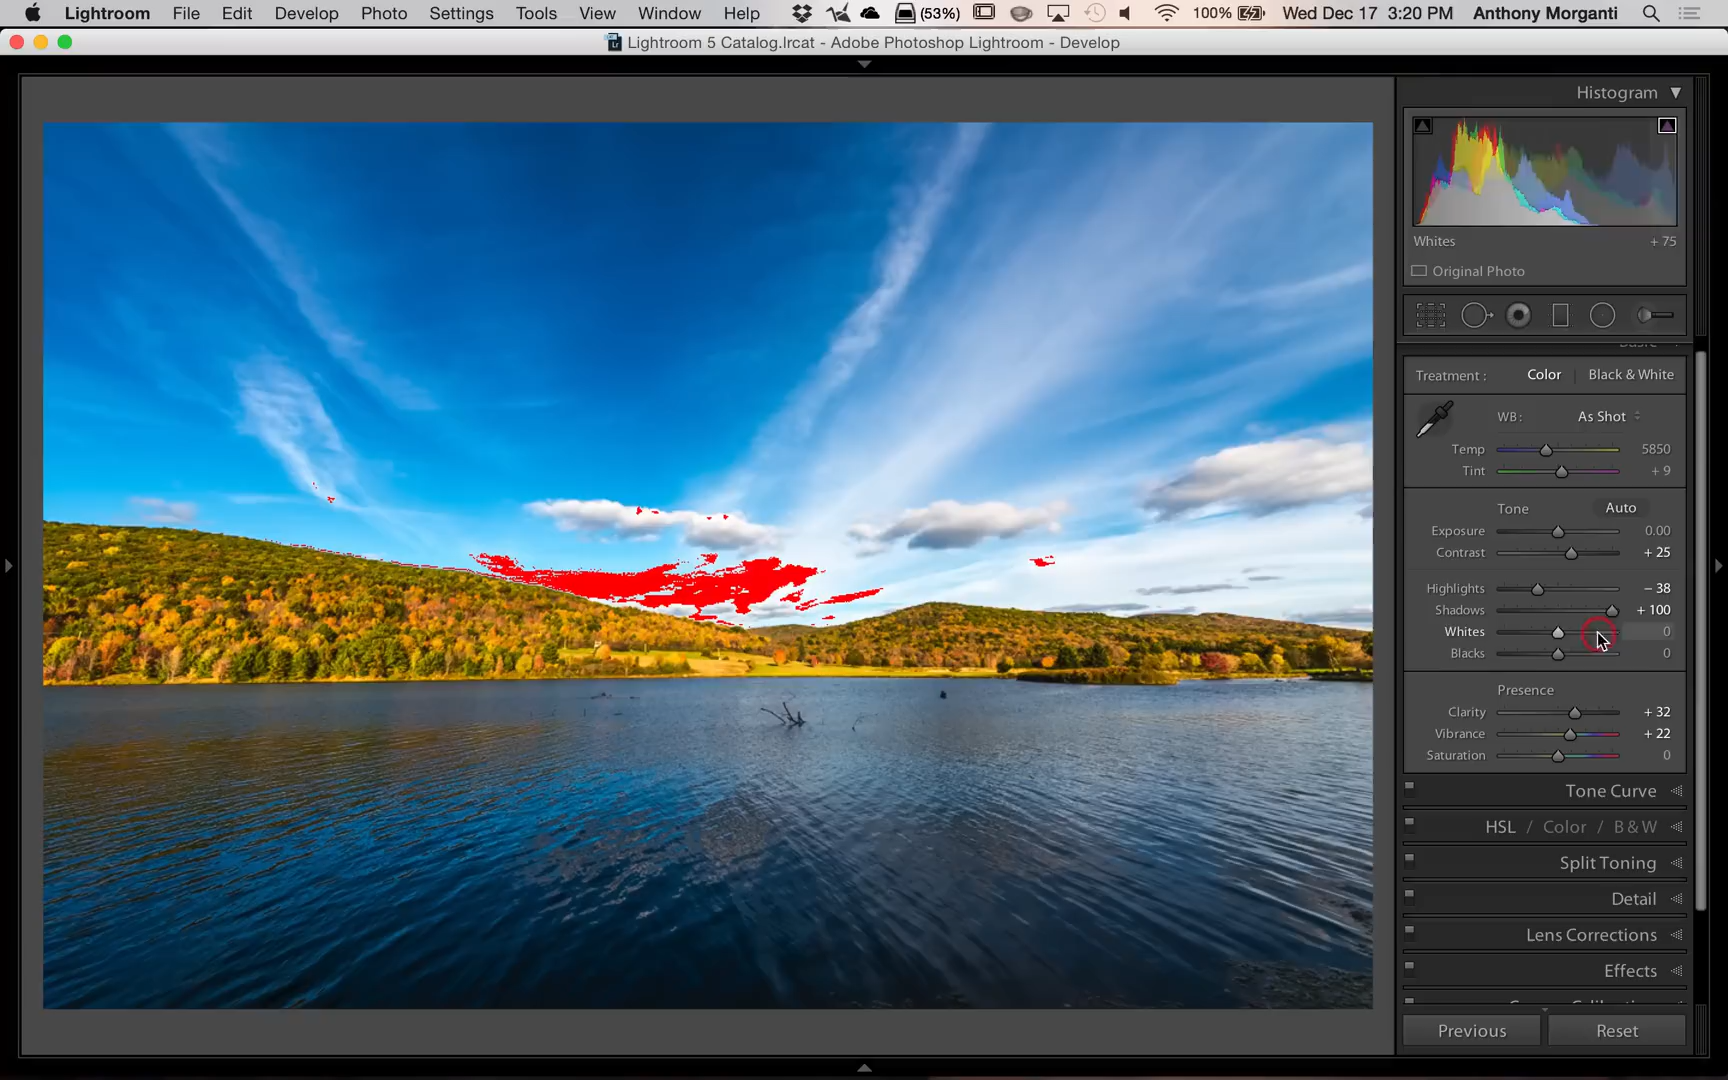 Lightroom File Edit Develop Photo Settings Tools View Window Help (53%) 100% Wed Dec 17 3:20 PM Anthony Morganti
Lightroom 5 Catalog.lrcat - Adobe Photoshop Lightroom - Develop
Histogram
Whites + 75
Original Photo
Basic
Treatment : Color | Black & White
WB : As Shot
Temp 5850
Tint + 9
Tone Auto
Exposure 0.00
Contrast + 25
Highlights − 38
Shadows + 100
Whites 0
Blacks 0
Presence
Clarity + 32
Vibrance + 22
Saturation 0
Tone Curve
HSL / Color / B & W
Split Toning
Detail
Lens Corrections
Effects
Previous Reset